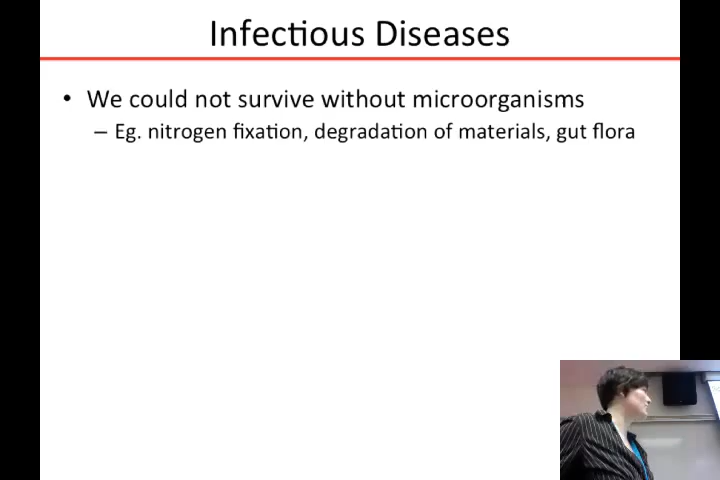 Infectious Diseases
• We could not survive without microorganisms
– Eg. nitrogen fixation, degradation of materials, gut flora